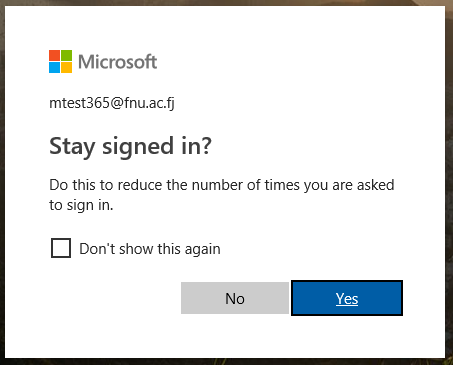 Microsoft
mtest365@fnu.ac.fj
Stay signed in?
Do this to reduce the number of times you are asked
to sign in.
Don't show this again
No
Yes